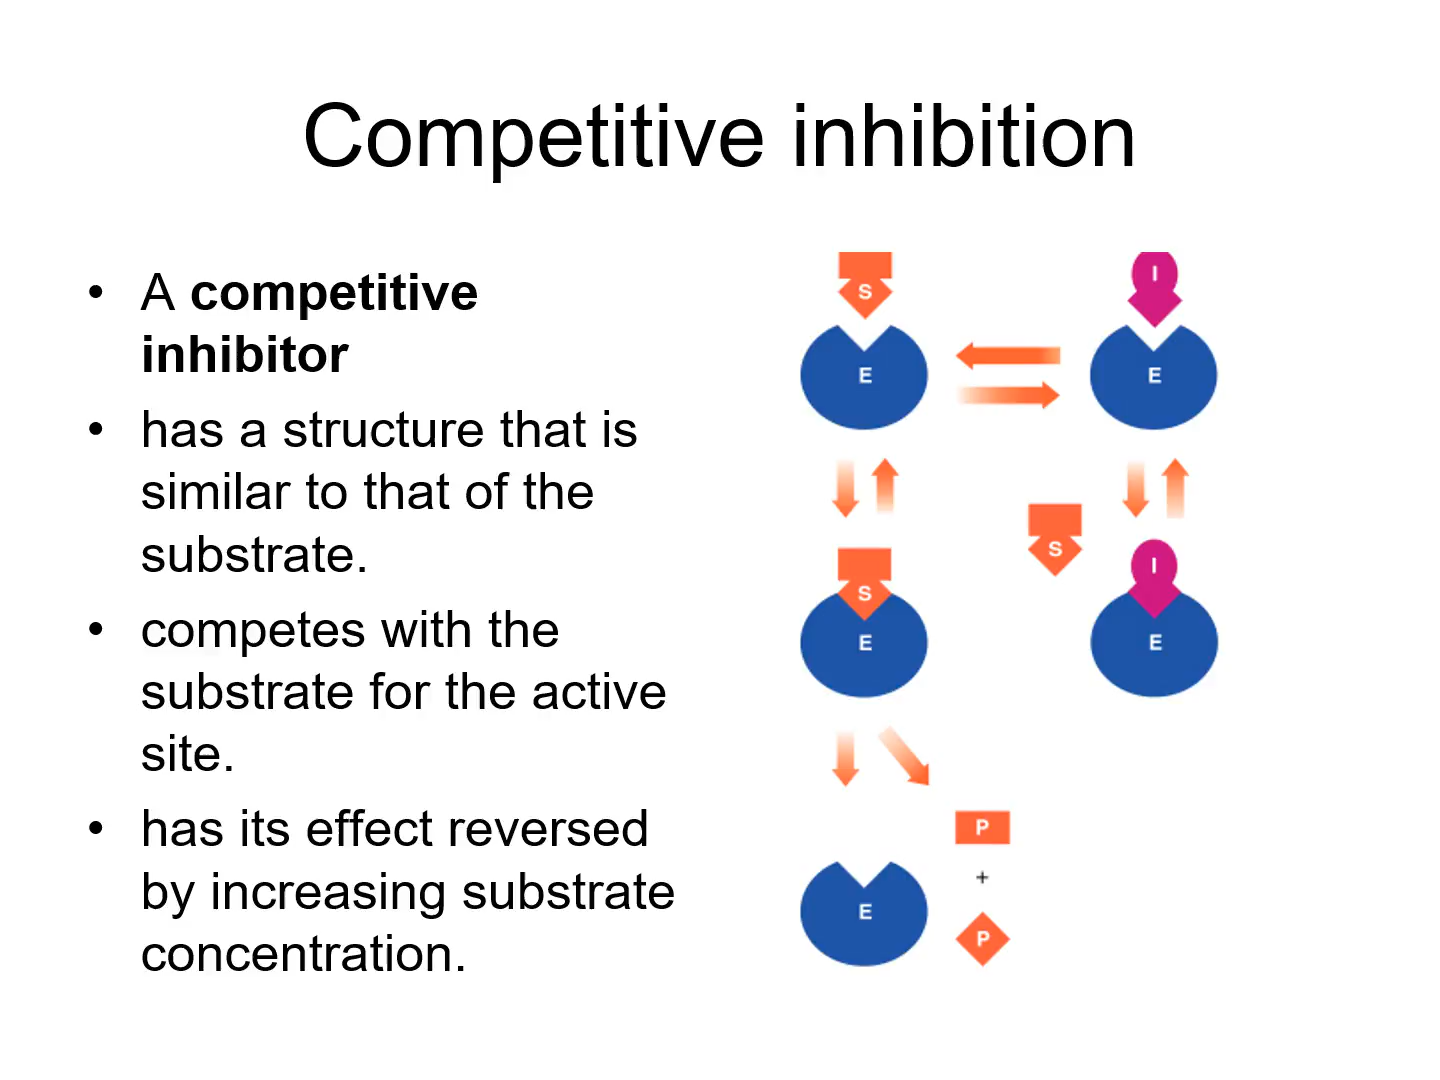 Competitive inhibition
• A competitive
inhibitor
• has a structure that is
similar to that of the
substrate.
• competes with the
substrate for the active
site.
• has its effect reversed
by increasing substrate
concentration.
S
I
E
E
S
I
S
E
E
P
+
E
P